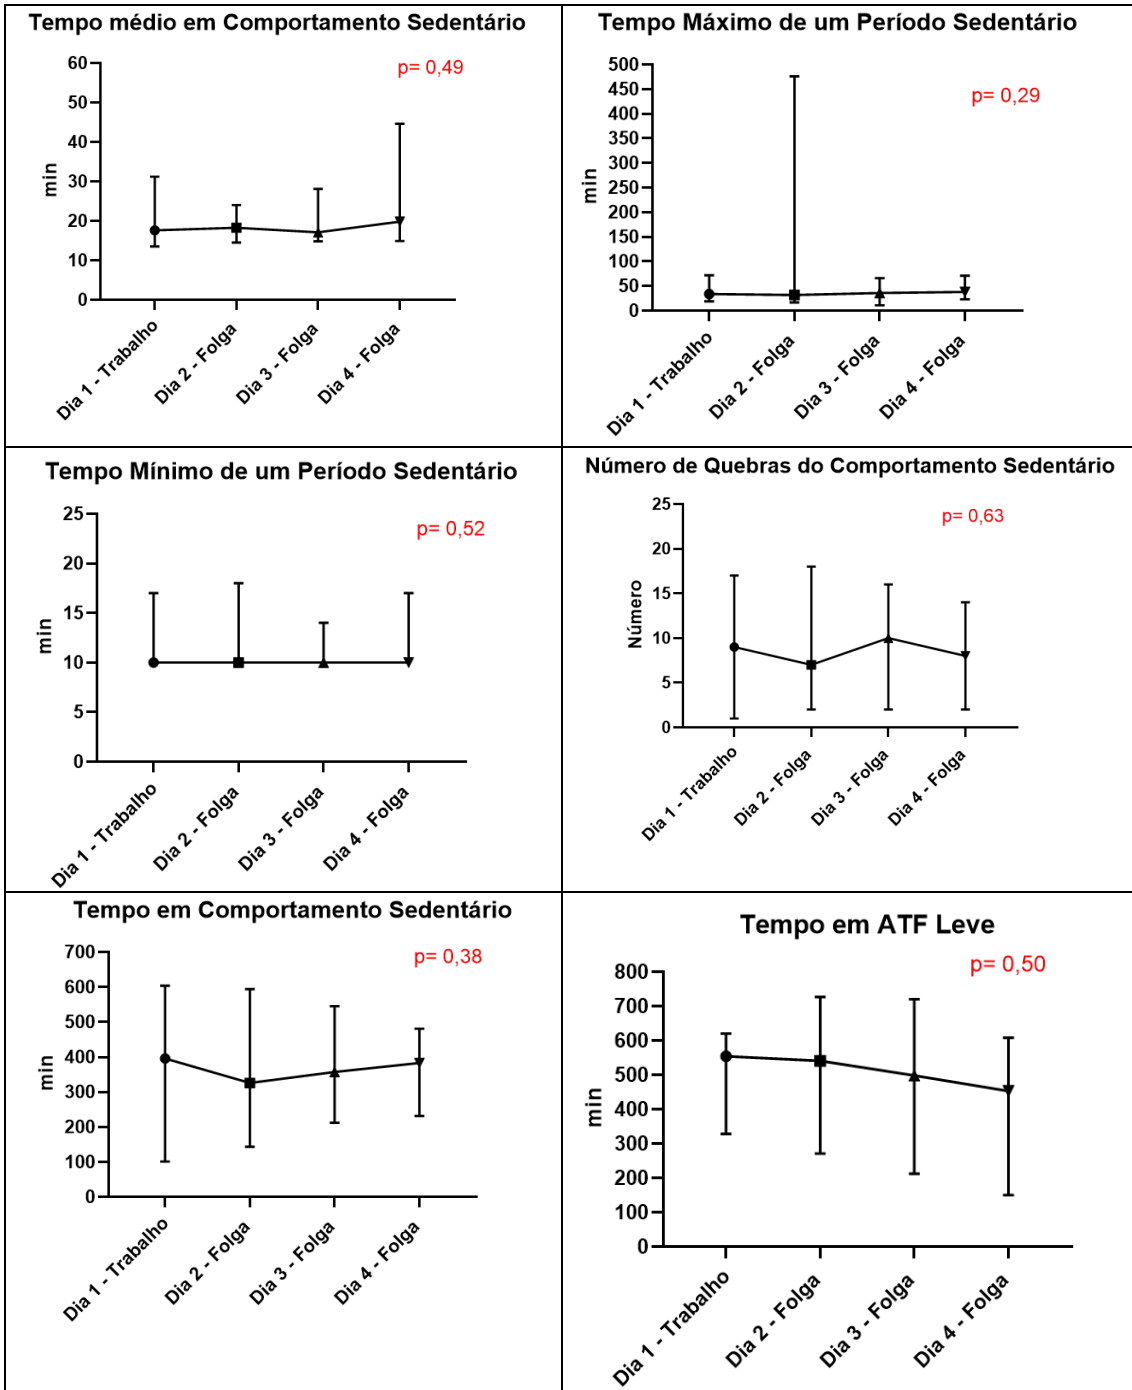 Tempo médio em Comportamento Sedentário
p= 0,49
60
50
40
30
20
10
0
min
Dia 1 - Trabalho
Dia 2 - Folga
Dia 3 - Folga
Dia 4 - Folga
Tempo Máximo de um Período Sedentário
p= 0,29
500
450
400
350
300
250
200
150
100
50
0
min
Dia 1 - Trabalho
Dia 2 - Folga
Dia 3 - Folga
Dia 4 - Folga
Tempo Mínimo de um Período Sedentário
p= 0,52
25
20
15
10
5
0
min
Dia 1 - Trabalho
Dia 2 - Folga
Dia 3 - Folga
Dia 4 - Folga
Número de Quebras do Comportamento Sedentário
p= 0,63
25
20
15
10
5
0
Número
Dia 1 - Trabalho
Dia 2 - Folga
Dia 3 - Folga
Dia 4 - Folga
Tempo em Comportamento Sedentário
p= 0,38
700
600
500
400
300
200
100
0
min
Dia 1 - Trabalho
Dia 2 - Folga
Dia 3 - Folga
Dia 4 - Folga
Tempo em ATF Leve
p= 0,50
800
700
600
500
400
300
200
100
0
min
Dia 1 - Trabalho
Dia 2 - Folga
Dia 3 - Folga
Dia 4 - Folga